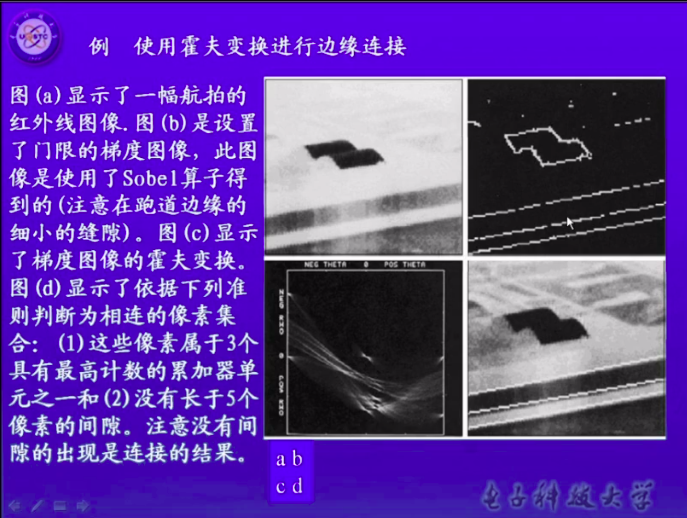 例 使用霍夫变换进行边缘连接
图(a)显示了一幅航拍的
红外线图像.图(b)是设置
了门限的梯度图像，此图
像是使用了Sobel算子得
到的(注意在跑道边缘的
细小的缝隙)。图(c)显示
了梯度图像的霍夫变换。
图(d)显示了依据下列准
则判断为相连的像素集
合：(1)这些像素属于3个
具有最高计数的累加器单
元之一和(2)没有长于5个
像素的间隙。注意没有间
隙的出现是连接的结果。
NEG THETA 0 POS THETA
a b
c d
电子科技大学